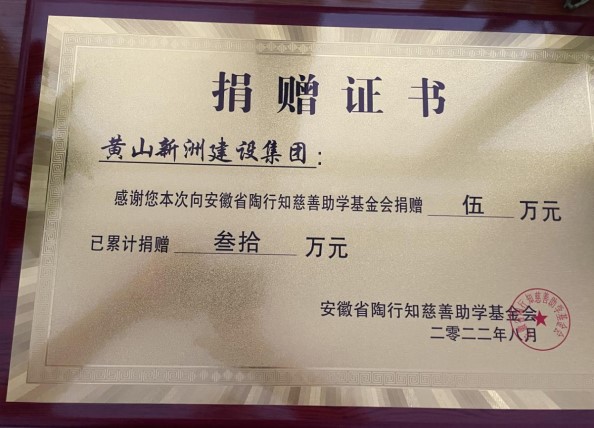 捐赠证书
黄山新洲建设集团：
感谢您本次向安徽省陶行知慈善助学基金会捐赠 伍 万元
已累计捐赠 叁拾 万元
安徽省陶行知慈善助学基金会
二零二二年八月